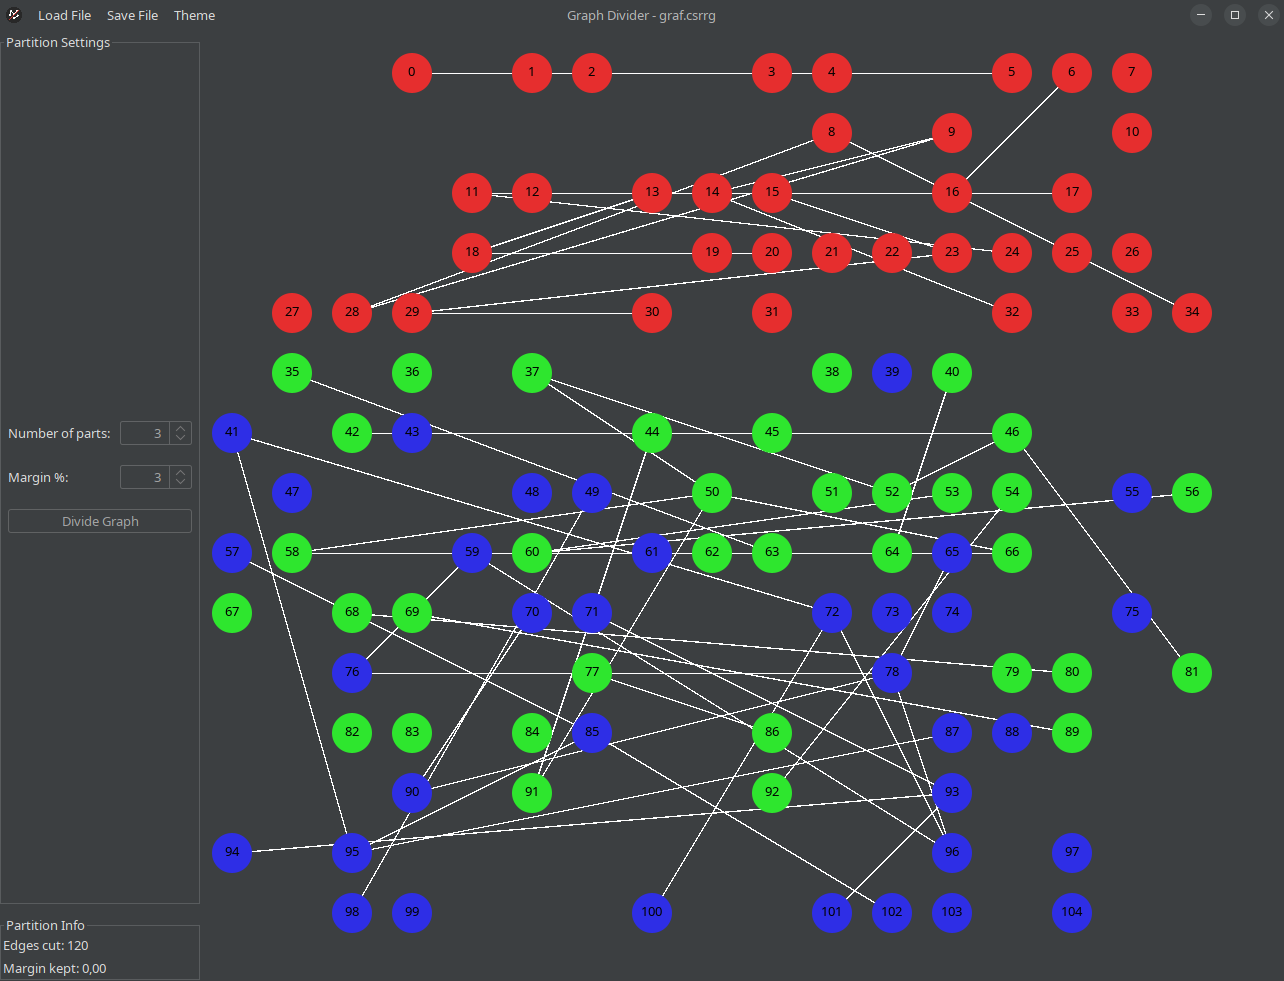 Load File Save File Theme Graph Divider - graf.csrrg
Partition Settings
0 1 2 3 4 5 6 7
8 9 10
11 12 13 14 15 16 17
18 19 20 21 22 23 24 25 26
27 28 29 30 31 32 33 34
35 36 37 38 39 40
Number of parts: 3
41 42 43 44 45 46
Margin %: 3
47 48 49 50 51 52 53 54 55 56
Divide Graph
57 58 59 60 61 62 63 64 65 66
67 68 69 70 71 72 73 74 75
76 77 78 79 80 81
82 83 84 85 86 87 88 89
90 91 92 93
94 95 96 97
98 99 100 101 102 103 104
Partition Info
Edges cut: 120
Margin kept: 0,00